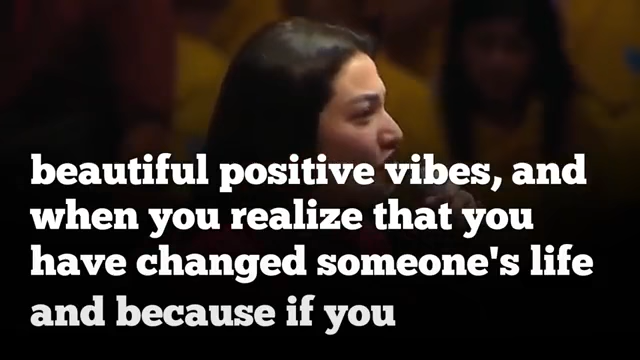 beautiful positive vibes, and
when you realize that you
have changed someone's life
and because if you